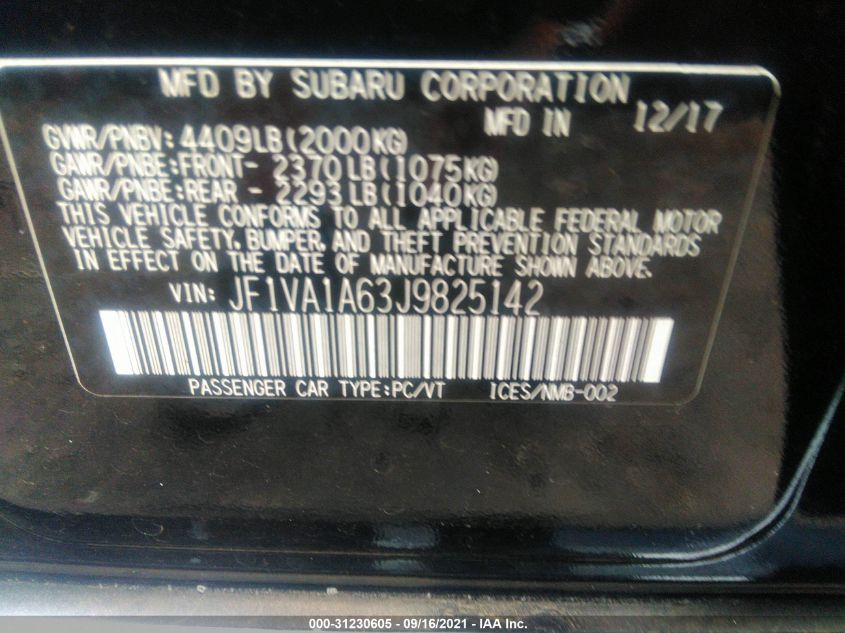 MFD BY SUBARU CORPORATION
MFD IN 12/17
GVWR/PNBV: 4409LB(2000KG)
GAWR/PNBE:FRONT- 2370LB(1075KG)
GAWR/PNBE:REAR - 2293LB(1040KG)
THIS VEHICLE CONFORMS TO ALL APPLICABLE FEDERAL MOTOR
VEHICLE SAFETY, BUMPER, AND THEFT PREVENTION STANDARDS
IN EFFECT ON THE DATE OF MANUFACTURE SHOWN ABOVE.
VIN: JF1VA1A63J9825142
PASSENGER CAR TYPE:PC/VT ICES/NMB-002
000-31230605 - 09/16/2021 - IAA Inc.